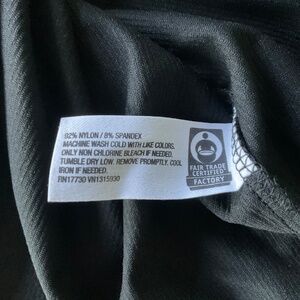 92% NYLON / 8% SPANDEX
MACHINE WASH COLD WITH LIKE COLORS.
ONLY NON CHLORINE BLEACH IF NEEDED.
TUMBLE DRY LOW. REMOVE PROMPTLY. COOL
IRON IF NEEDED.
RN17730 VN1315930
FAIR TRADE
CERTIFIED
FACTORY